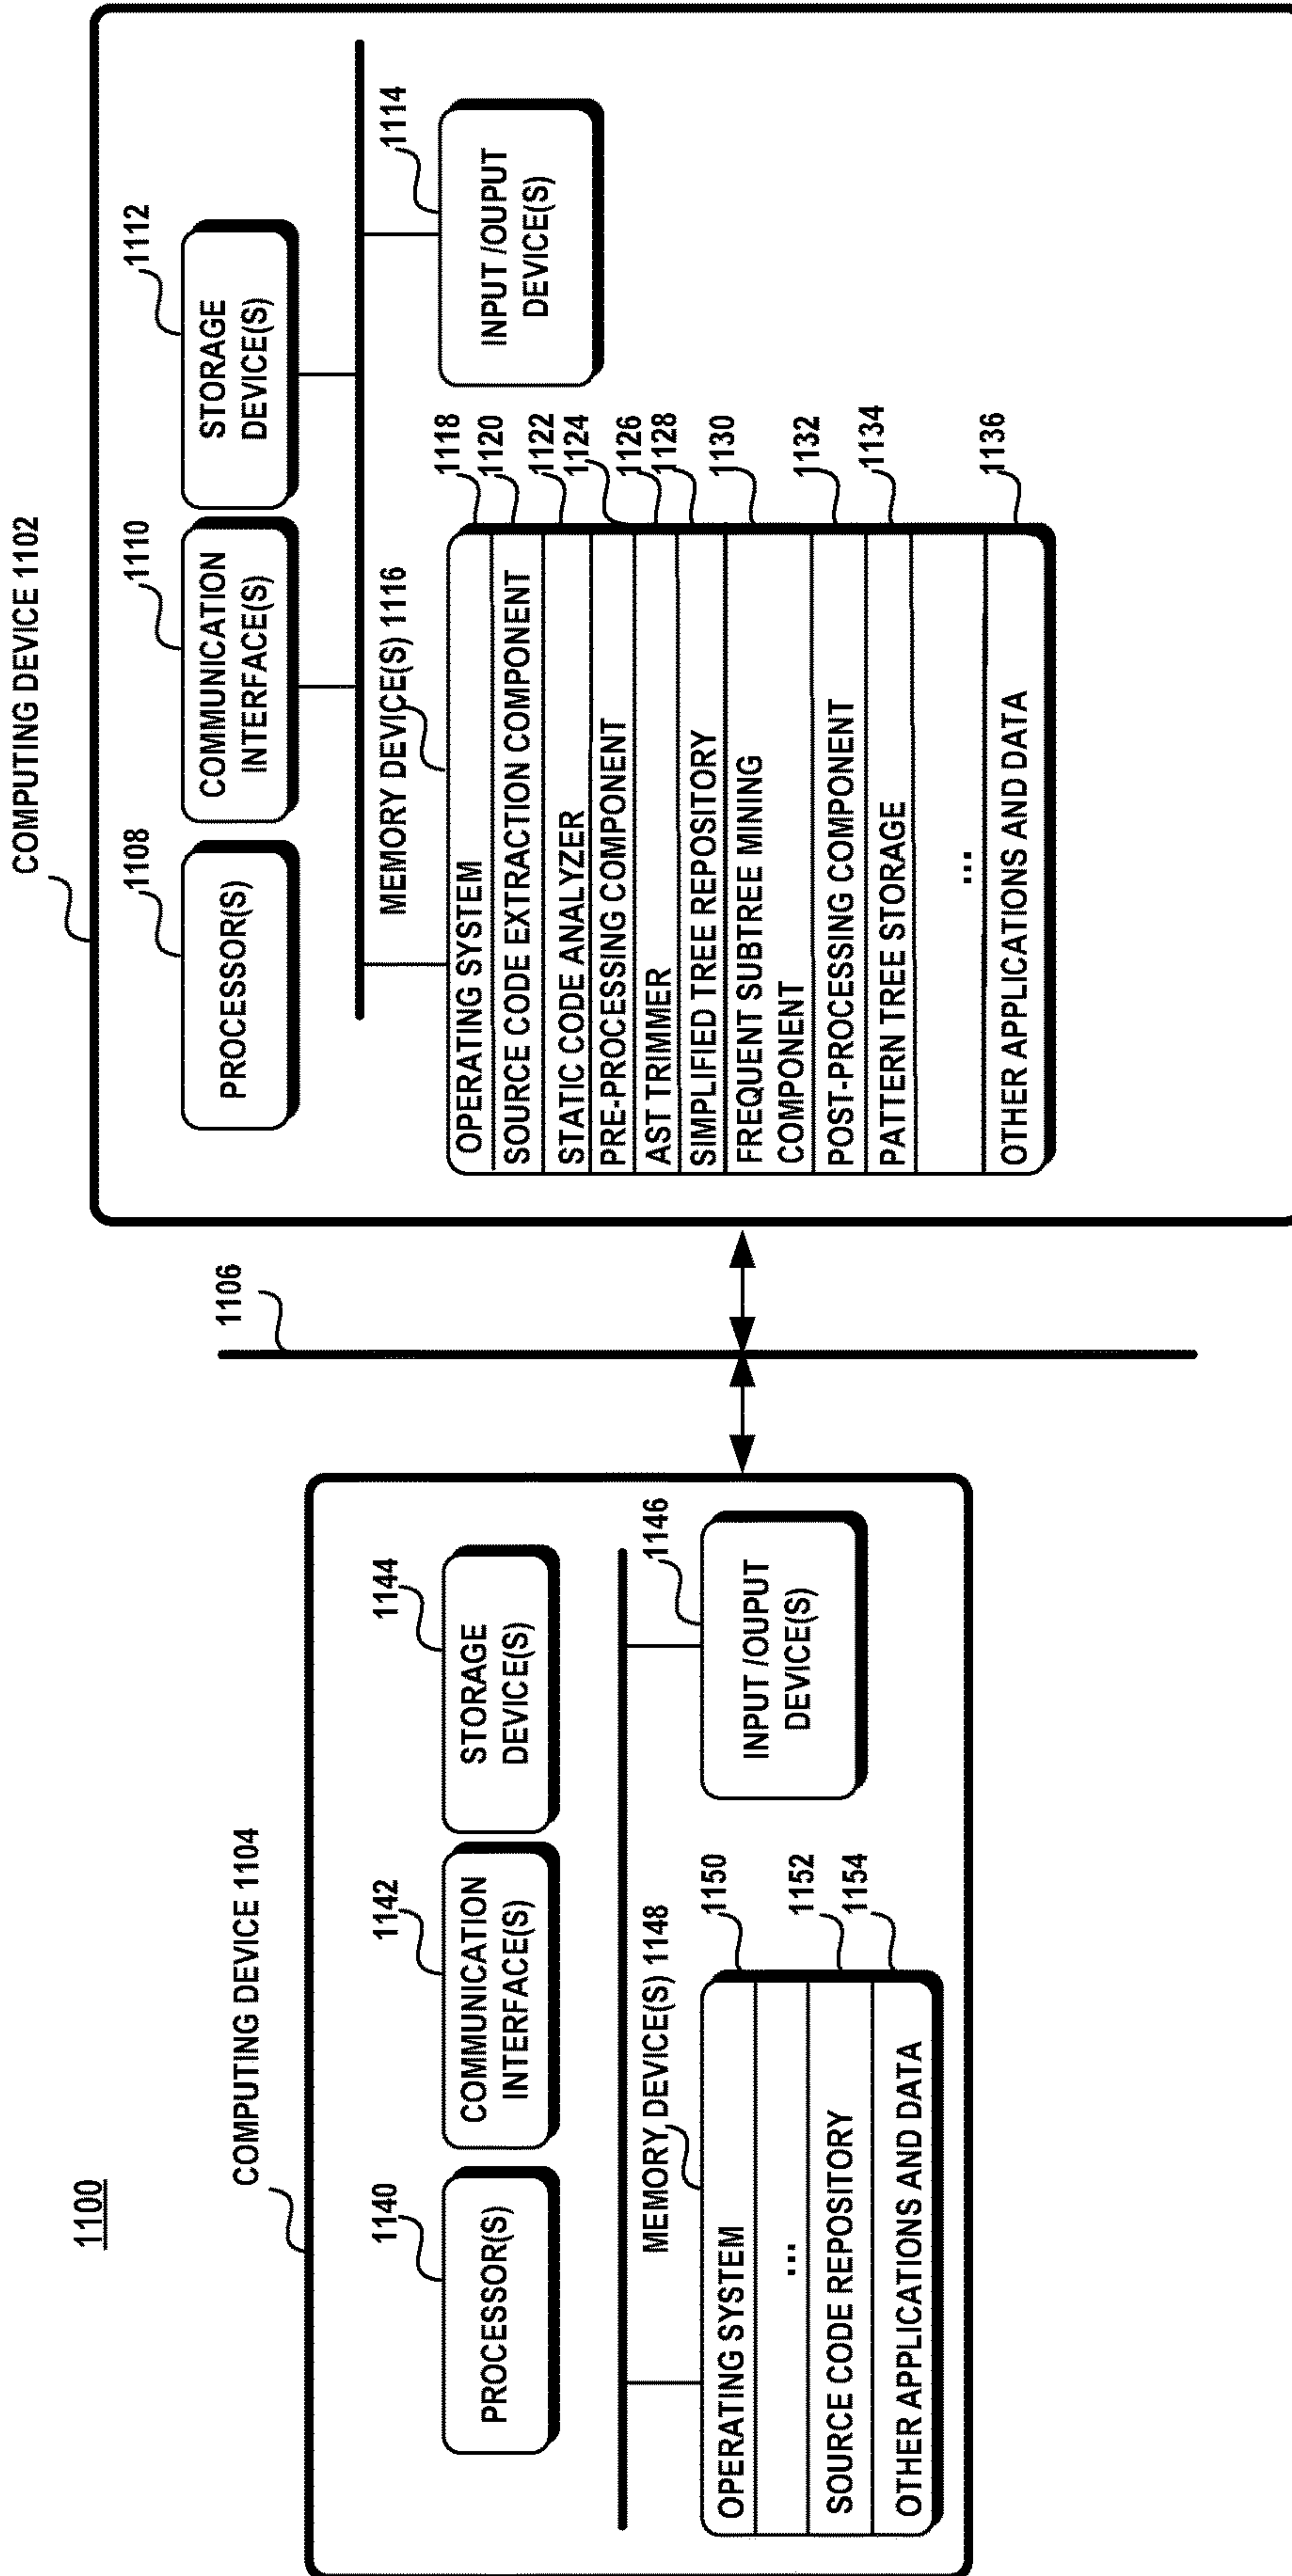 1100
COMPUTING DEVICE 1104
1140
1142
1144
PROCESSOR(S)
COMMUNICATION
INTERFACE(S)
STORAGE
DEVICE(S)
MEMORY DEVICE(S) 1148
1146
INPUT /OUPUT
DEVICE(S)
OPERATING SYSTEM
1150
...
SOURCE CODE REPOSITORY
1152
OTHER APPLICATIONS AND DATA
1154
1106
COMPUTING DEVICE 1102
1108
1110
1112
PROCESSOR(S)
COMMUNICATION
INTERFACE(S)
STORAGE
DEVICE(S)
MEMORY DEVICE(S) 1116
1114
INPUT /OUPUT
DEVICE(S)
OPERATING SYSTEM
1118
SOURCE CODE EXTRACTION COMPONENT
1120
STATIC CODE ANALYZER
1122
PRE-PROCESSING COMPONENT
1124
AST TRIMMER
1126
SIMPLIFIED TREE REPOSITORY
1128
FREQUENT SUBTREE MINING
COMPONENT
1130
POST-PROCESSING COMPONENT
1132
PATTERN TREE STORAGE
1134
...
OTHER APPLICATIONS AND DATA
1136